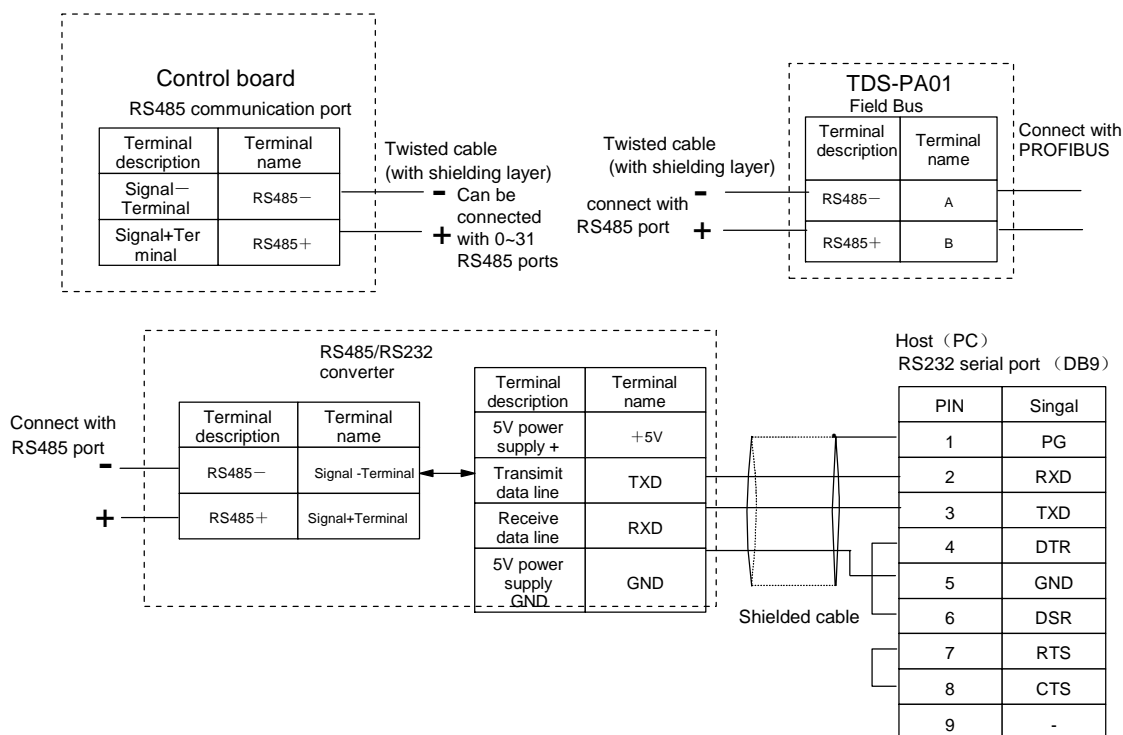 Control board
RS485 communication port
Terminal description
Terminal name
Signal－ Terminal
RS485－
Signal+Ter minal
RS485＋
Twisted cable
(with shielding layer)
-
Can be
connected
+ with 0~31
RS485 ports
TDS-PA01
Field Bus
Terminal description
Terminal name
RS485－
A
RS485＋
B
Twisted cable
(with shielding layer)
-
connect with
RS485 port +
Connect with
PROFIBUS
RS485/RS232
converter
Connect with
RS485 port
-
+
Terminal description
Terminal name
RS485－
Signal -Terminal
RS485＋
Signal+Terminal
Terminal description
Terminal name
5V power supply +
＋5V
Transimit data line
TXD
Receive data line
RXD
5V power supply GND
GND
Shielded cable
Host（PC）
RS232 serial port （DB9）
PIN Singal
1 PG
2 RXD
3 TXD
4 DTR
5 GND
6 DSR
7 RTS
8 CTS
9 -